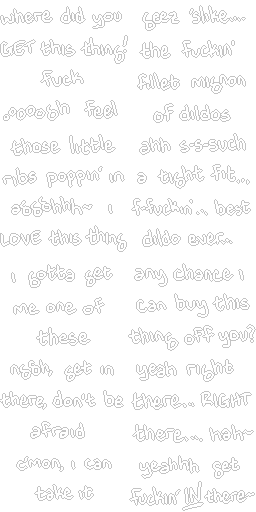 where did you
GET this thing!
fuck
.ooooghh feel
those little
ribs poppin' in
aggghhh~ i
LOVE this thing
i gotta get
me one of
these
nggh, get in
there, don't be
afraid
c'mon, i can
take it
geez 'slike....
the fuckin'
fillet mignon
of dildos
ahh s-s-such
a tight fit...
f-fuckin'.. best
dildo ever..
any chance i
can buy this
thing off you?
yeah right
there... RIGHT
there... hah~
yeahhh get
fuckin' IN there~